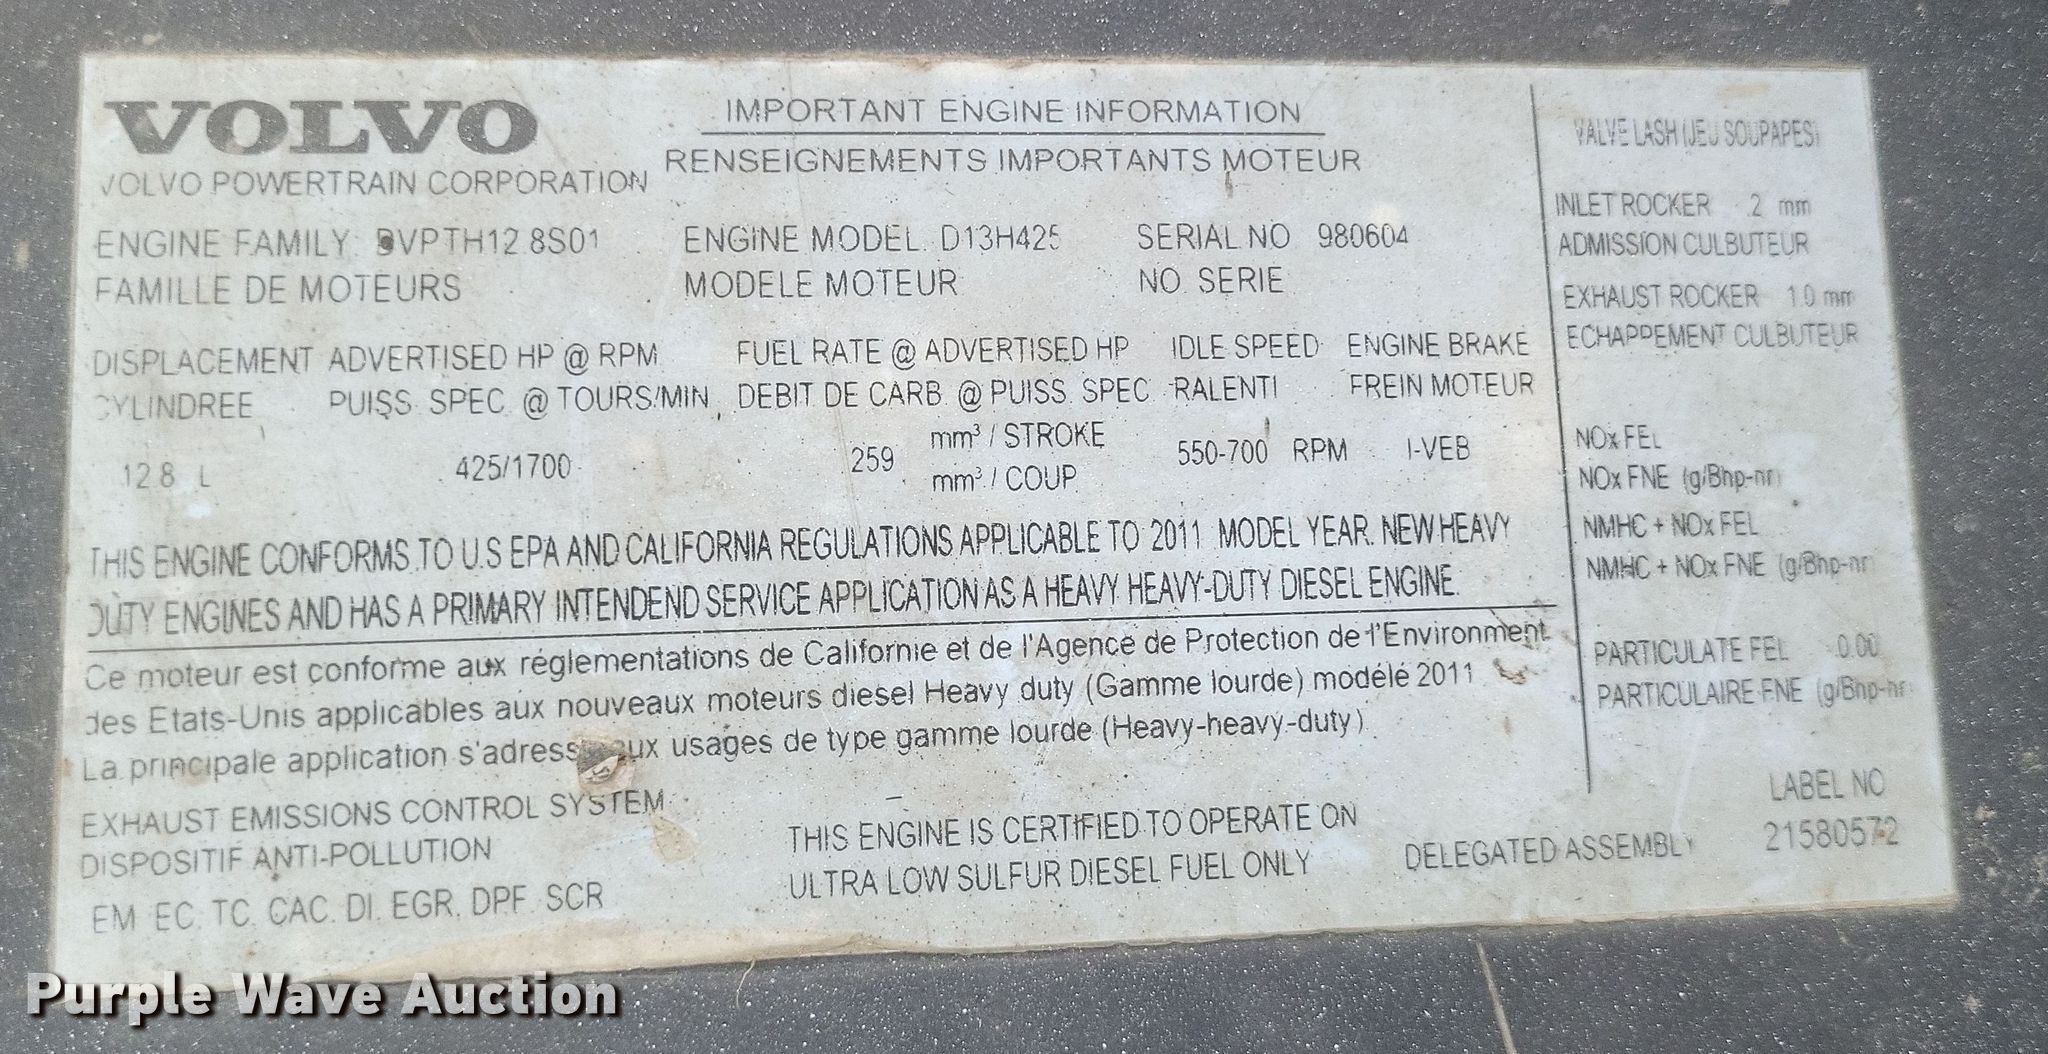 VOLVO
VOLVO POWERTRAIN CORPORATION
IMPORTANT ENGINE INFORMATION
RENSEIGNEMENTS IMPORTANTS MOTEUR
ENGINE FAMILY BVPTH12.8S01 ENGINE MODEL D13H425 SERIAL NO 980604
FAMILLE DE MOTEURS MODELE MOTEUR NO. SERIE
DISPLACEMENT ADVERTISED HP @ RPM FUEL RATE @ ADVERTISED HP IDLE SPEED ENGINE BRAKE
CYLINDREE PUISS. SPEC. @ TOURS/MIN. DEBIT DE CARB @ PUISS. SPEC RALENTI FREIN MOTEUR
12.8 L 425/1700 259 mm³ / STROKE 550-700 RPM I-VEB
mm³ / COUP
THIS ENGINE CONFORMS TO U.S EPA AND CALIFORNIA REGULATIONS APPLICABLE TO 2011 MODEL YEAR. NEW HEAVY
DUTY ENGINES AND HAS A PRIMARY INTENDEND SERVICE APPLICATION AS A HEAVY HEAVY-DUTY DIESEL ENGINE.
Ce moteur est conforme aux réglementations de Californie et de l'Agence de Protection de l'Environment
des Etats-Unis applicables aux nouveaux moteurs diesel Heavy duty (Gamme lourde) modélé 2011
La principale application s'adress aux usages de type gamme lourde (Heavy-heavy-duty)
EXHAUST EMISSIONS CONTROL SYSTEM
DISPOSITIF ANTI-POLLUTION
EM. EC. TC. CAC. DI. EGR. DPF. SCR
THIS ENGINE IS CERTIFIED TO OPERATE ON
ULTRA LOW SULFUR DIESEL FUEL ONLY
DELEGATED ASSEMBLY
VALVE LASH (JEU SOUPAPES)
INLET ROCKER .2 mm
ADMISSION CULBUTEUR
EXHAUST ROCKER 1.0 mm
ECHAPPEMENT CULBUTEUR
NOx FEL
NOx FNE (g/Bhp-hr)
NMHC + NOx FEL
NMHC + NOx FNE (g/Bhp-hr)
PARTICULATE FEL 0.00
PARTICULAIRE FNE (g/Bhp-hr)
LABEL NO
21580572
Purple Wave Auction